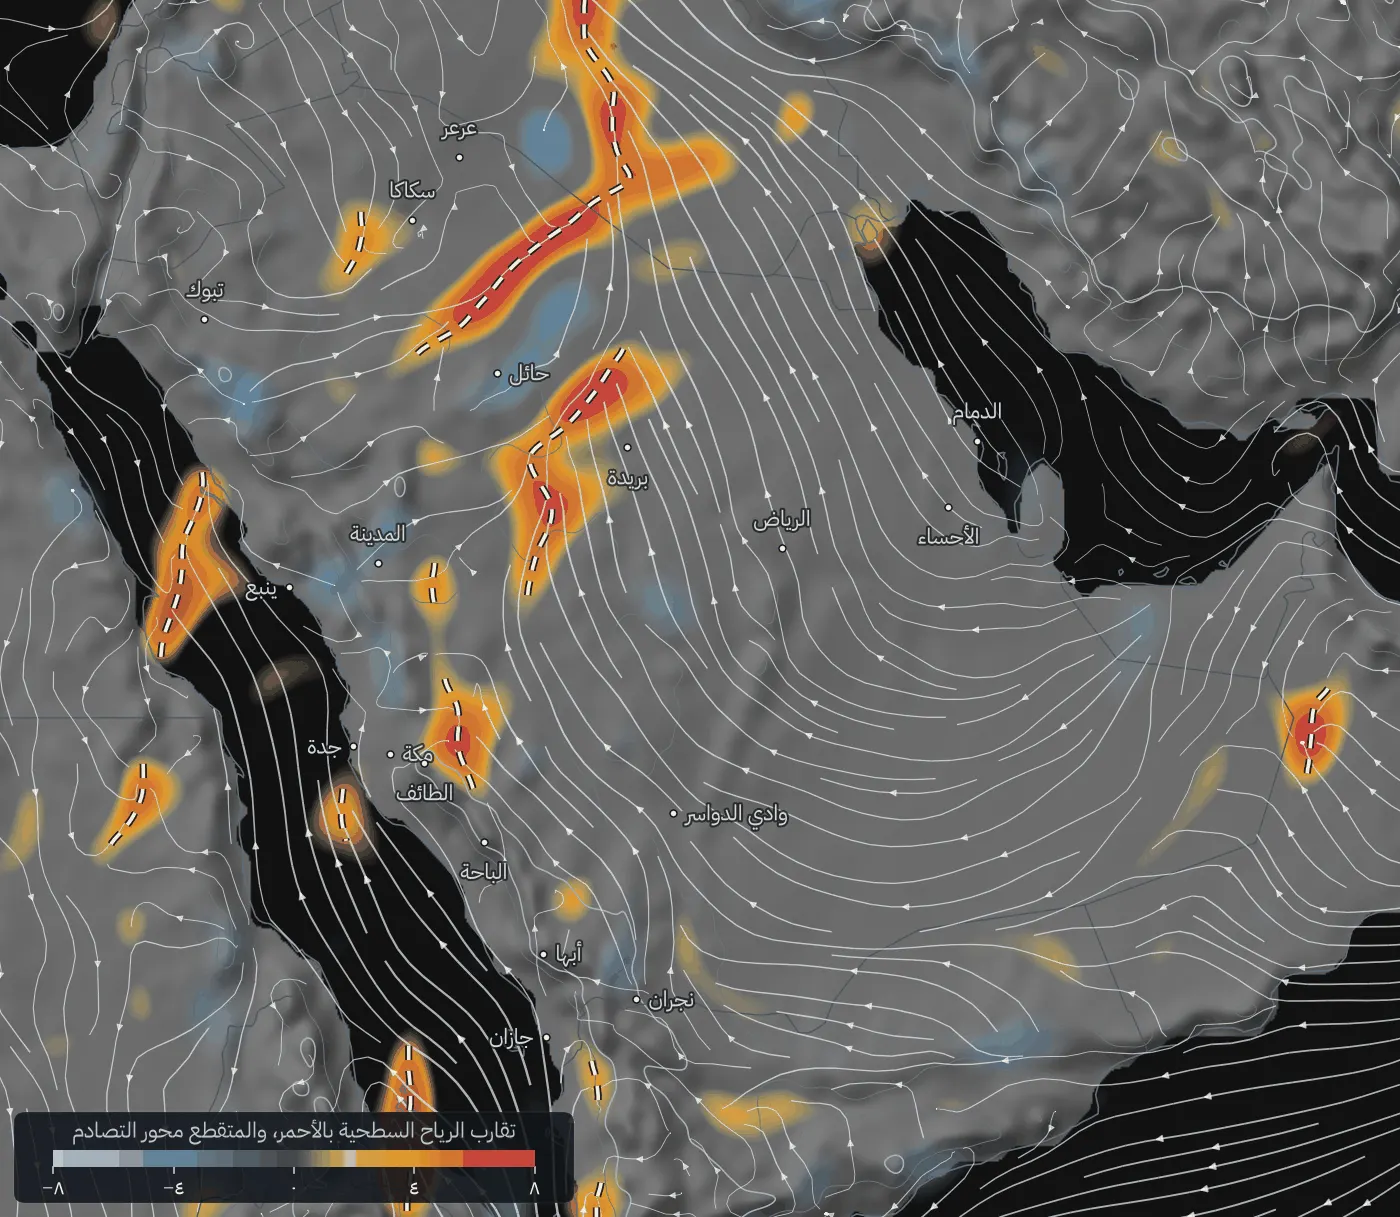 عرعر
سكاكا
تبوك
حائل
الدمام
بريدة
الرياض
الأحساء
المدينة
ينبع
جدة
مكة
الطائف
وادي الدواسر
الباحة
أبها
نجران
جازان
تقارب الرياح السطحية بالأحمر، والمتقطع محور التصادم
−٨ −٤ ٠ ٤ ٨